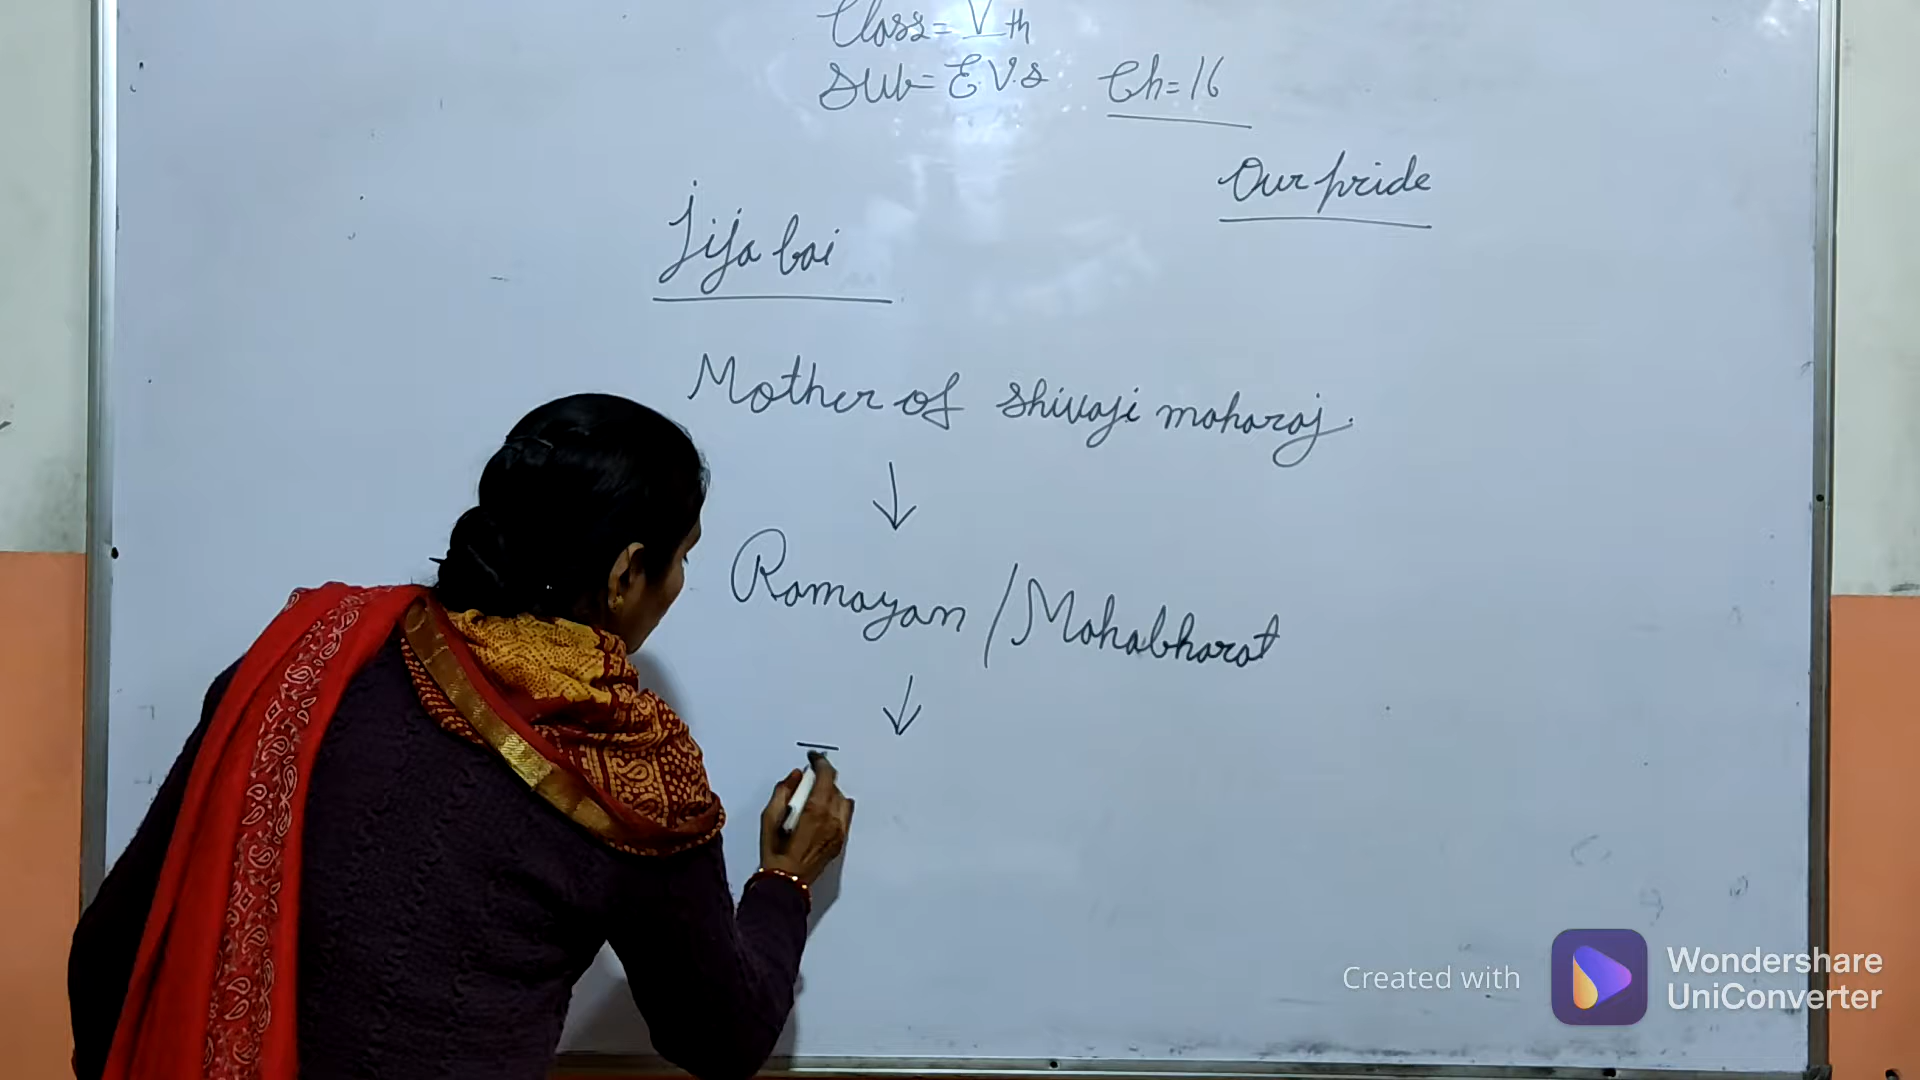 Class = Vth
Sub = E.V.S Ch = 16
Our pride
Jija bai
Mother of Shivaji maharaj.
↓
Ramayan / Mahabharat
↓
Created with Wondershare UniConverter